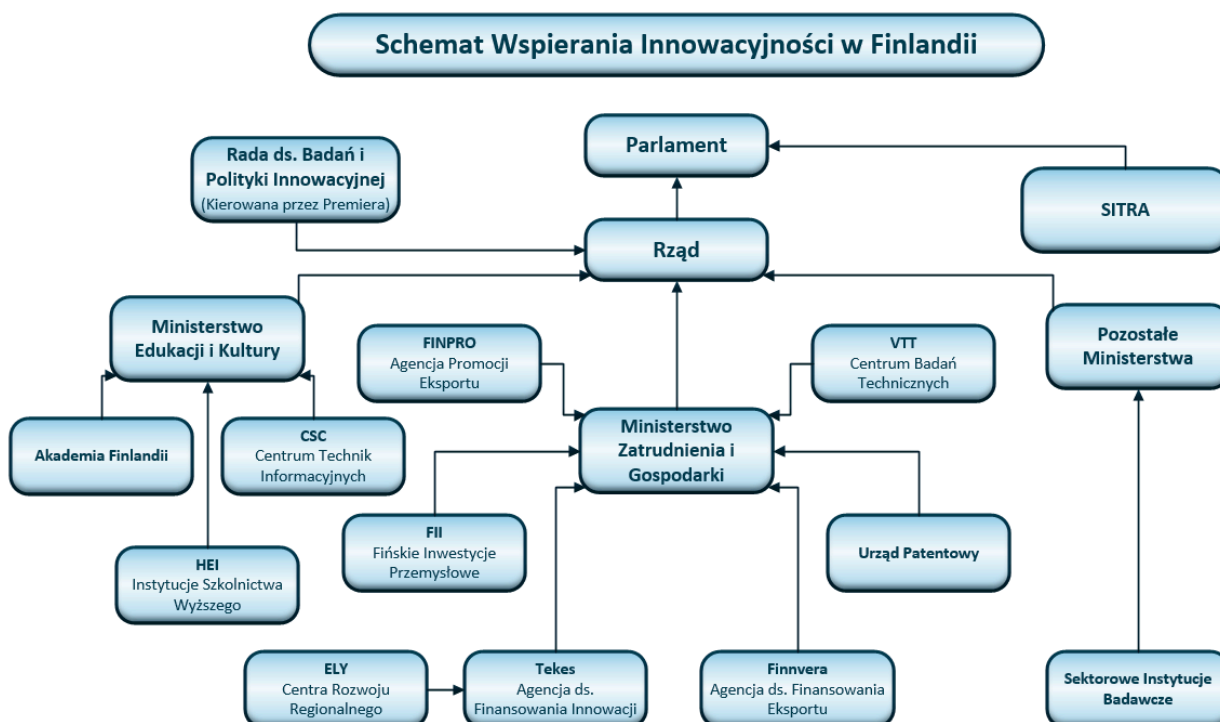 Schemat Wspierania Innowacyjności w Finlandii
Parlament
Rada ds. Badań i
Polityki Innowacyjnej
(Kierowana przez Premiera)
SITRA
Rząd
Ministerstwo
Edukacji i Kultury
FINPRO
Agencja Promocji
Eksportu
VTT
Centrum Badań
Technicznych
Pozostałe
Ministerstwa
Akademia Finlandii
CSC
Centrum Technik
Informacyjnych
Ministerstwo
Zatrudnienia i
Gospodarki
FII
Fińskie Inwestycje
Przemysłowe
Urząd Patentowy
HEI
Instytucje Szkolnictwa
Wyższego
ELY
Centra Rozwoju
Regionalnego
Tekes
Agencja ds.
Finansowania Innowacji
Finnvera
Agencja ds. Finansowania
Eksportu
Sektorowe Instytucje
Badawcze